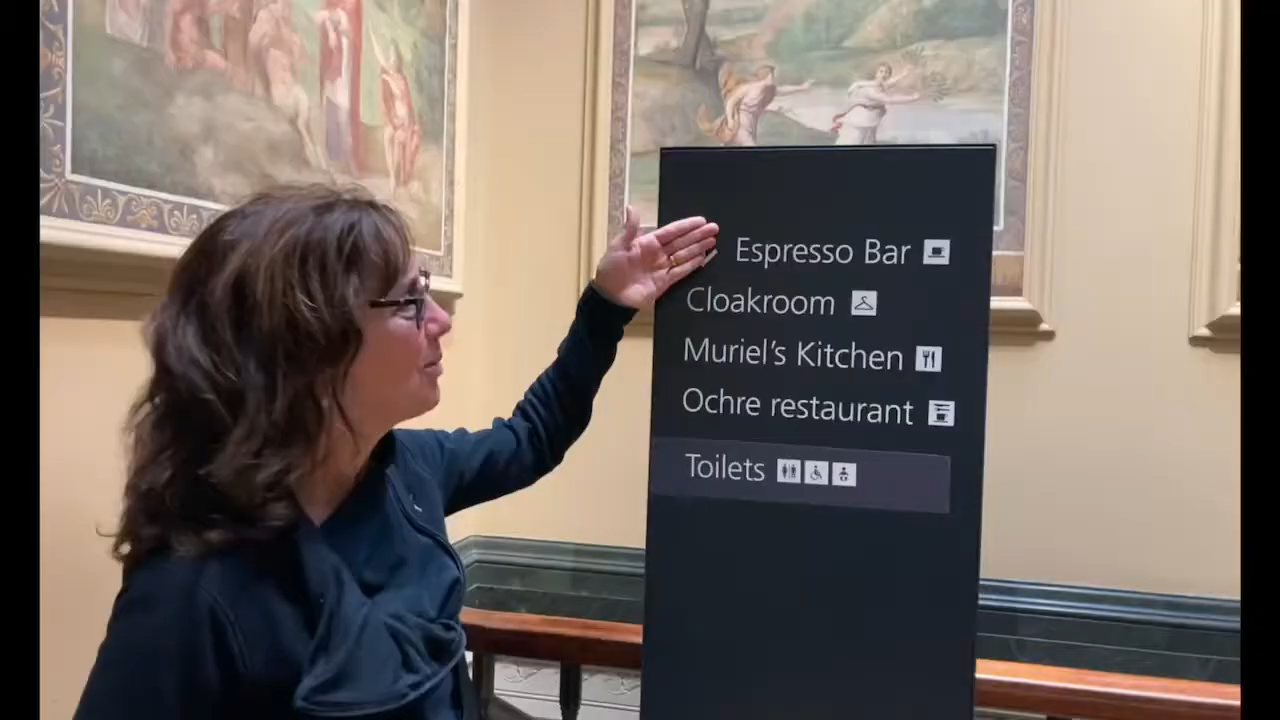 Espresso Bar
Cloakroom
Muriel's Kitchen
Ochre restaurant
Toilets